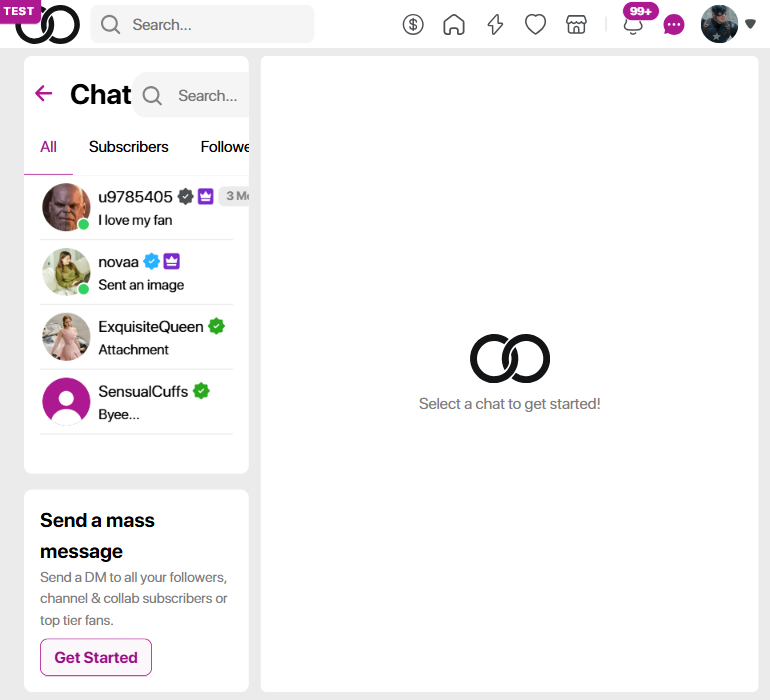 TEST
Search...
99+
Chat
Search...
All Subscribers Followe
u9785405 3 Me
I love my fan
novaa
Sent an image
ExquisiteQueen
Attachment
SensualCuffs
Byee...
Select a chat to get started!
Send a mass
message
Send a DM to all your followers,
channel & collab subscribers or
top tier fans.
Get Started